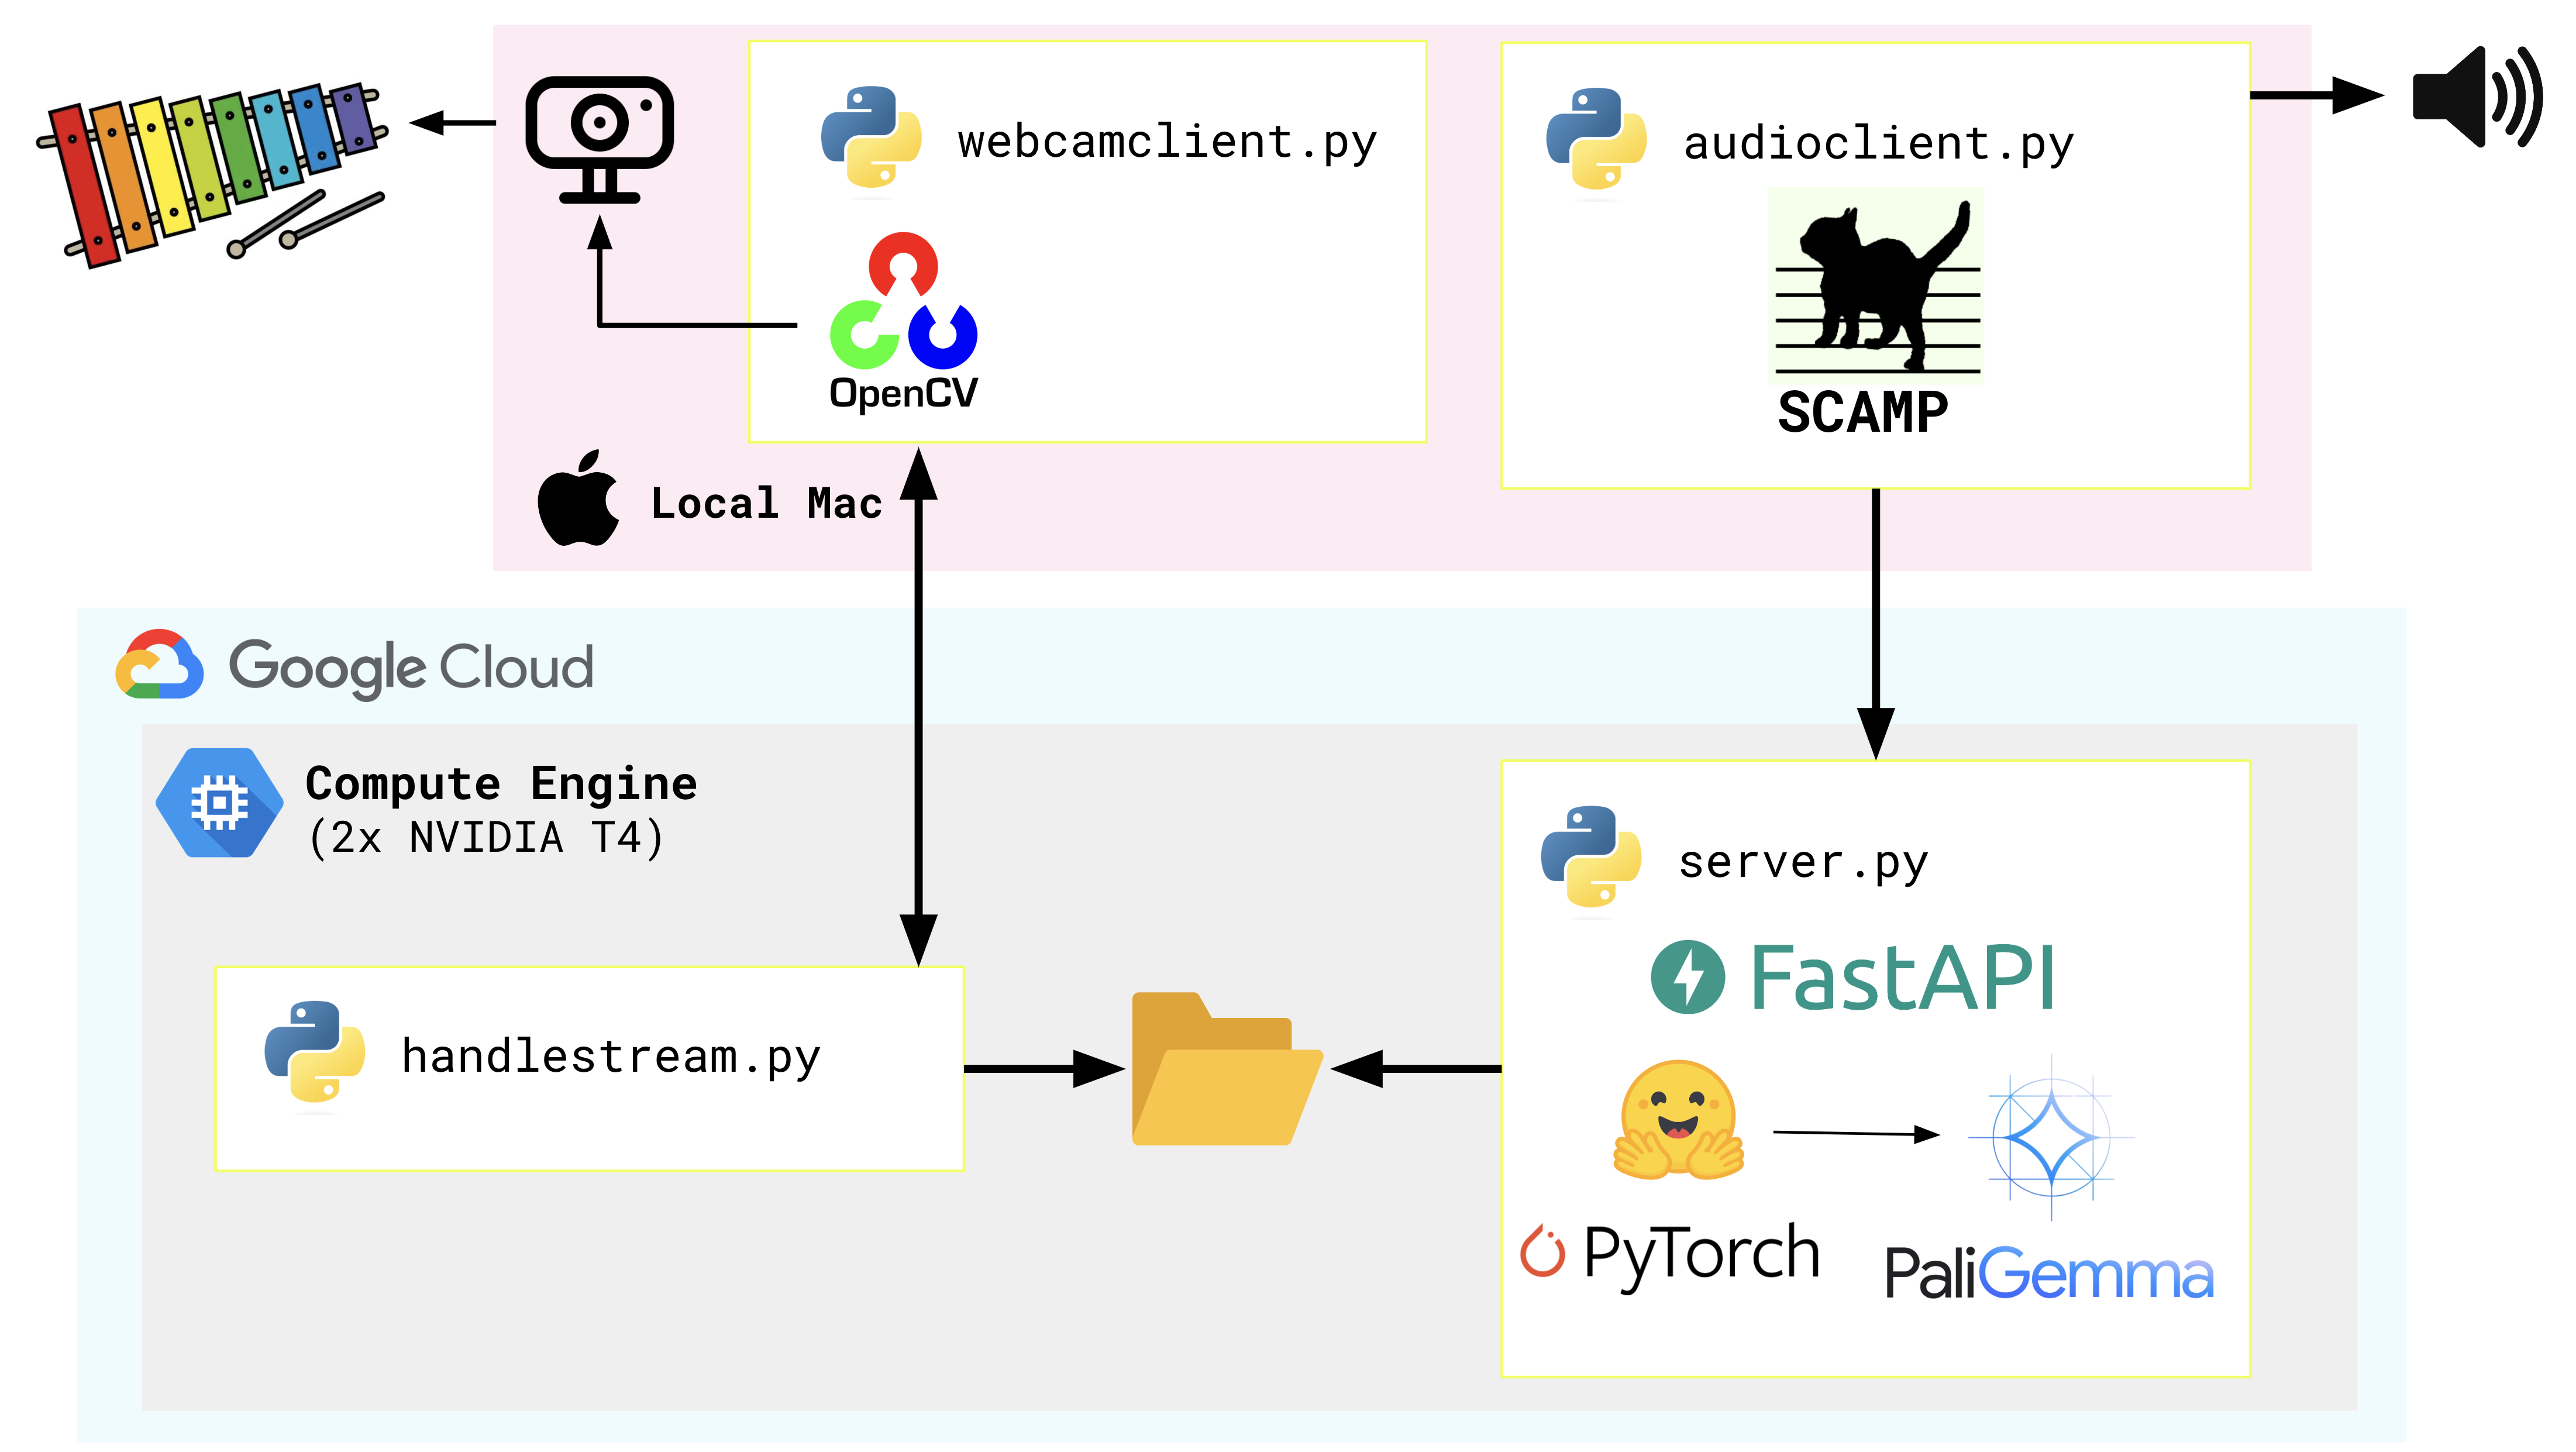 webcamclient.py
OpenCV
audioclient.py
SCAMP
Local Mac
Google Cloud
Compute Engine
(2x NVIDIA T4)
handlestream.py
server.py
FastAPI
PyTorch
PaliGemma